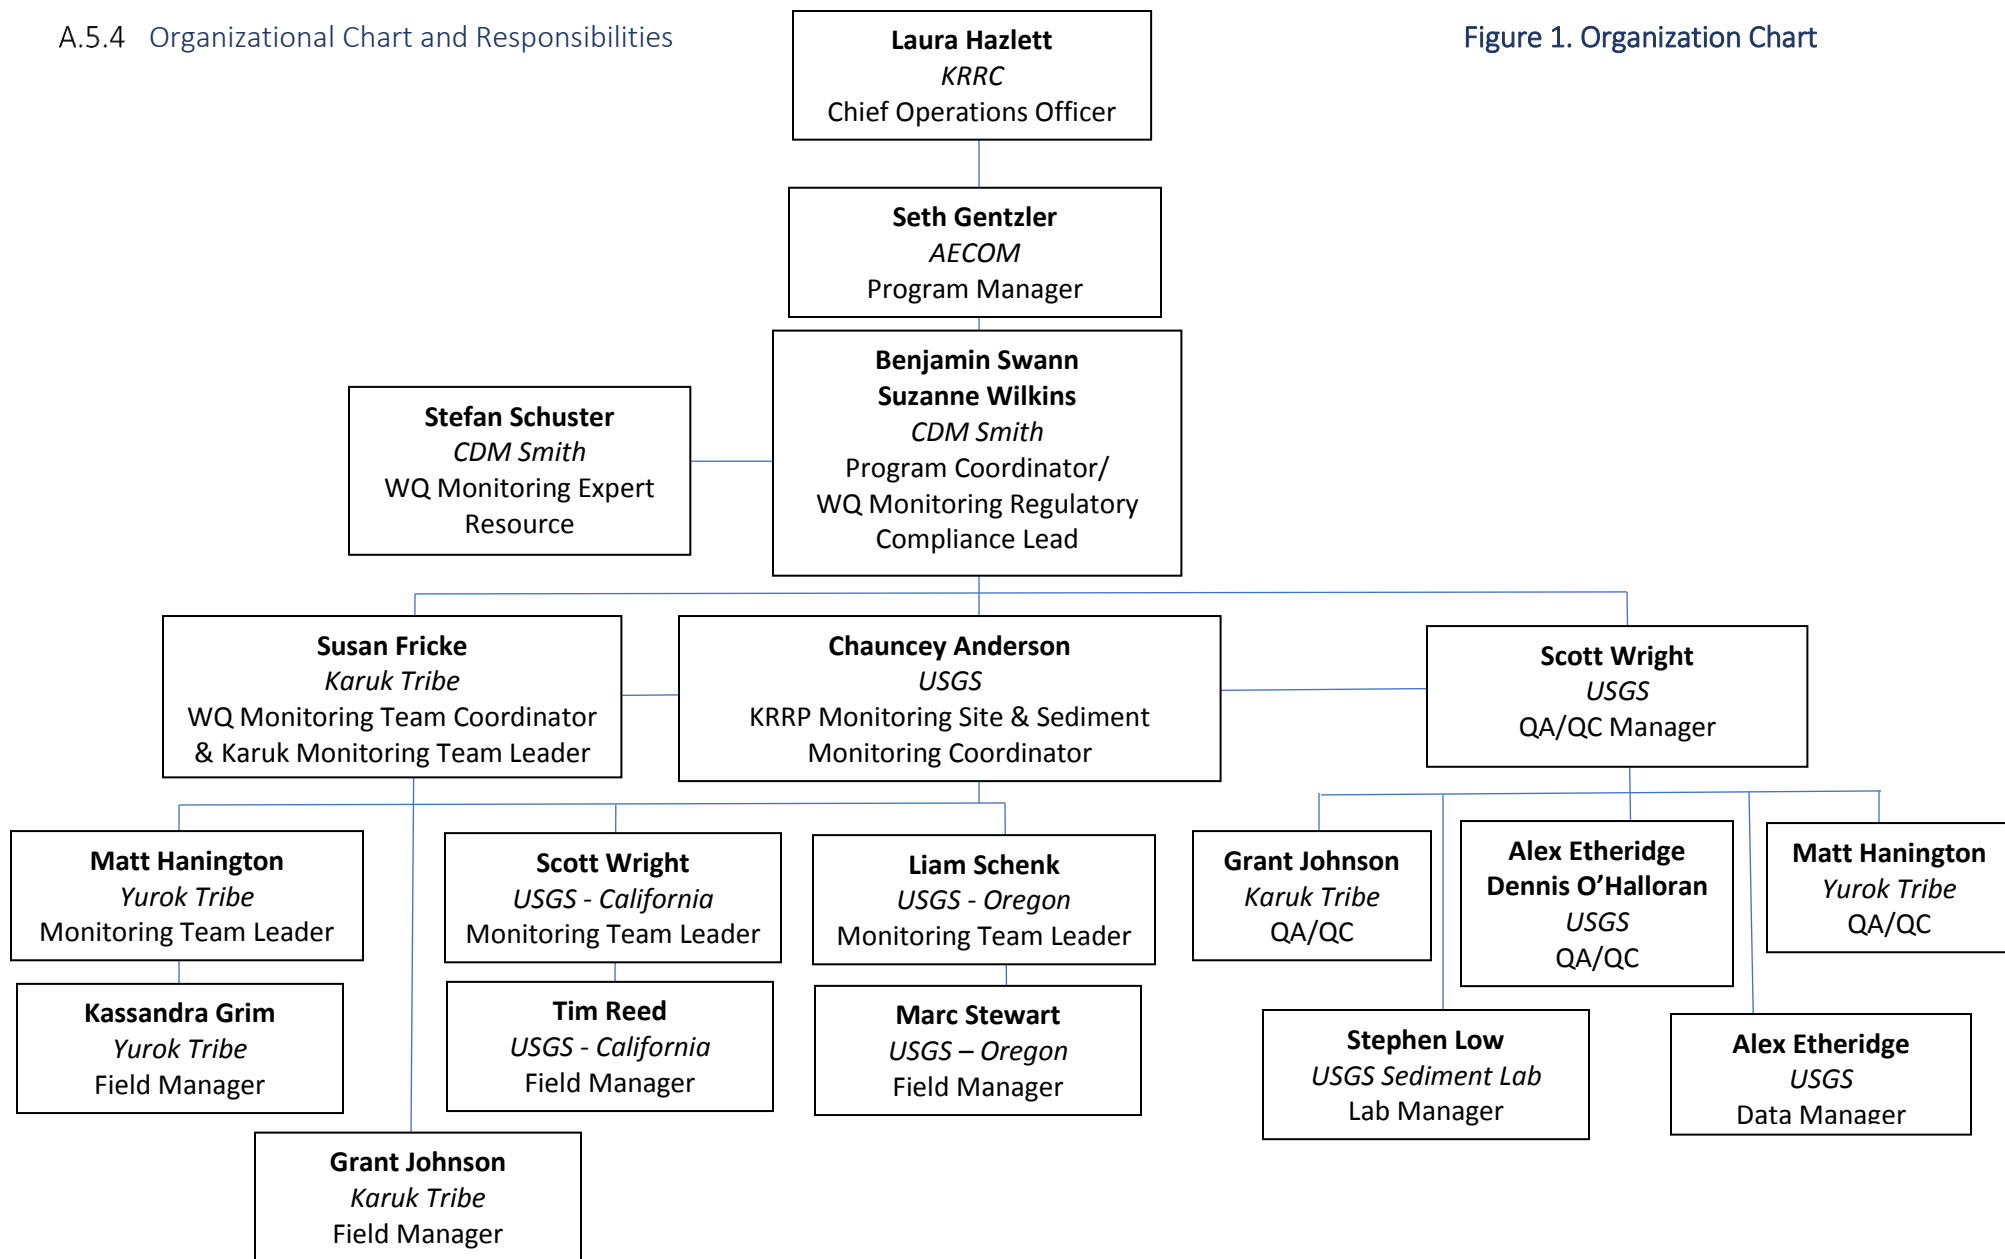 A.5.4 Organizational Chart and Responsibilities
Figure 1. Organization Chart
Laura Hazlett
KRRC
Chief Operations Officer
Seth Gentzler
AECOM
Program Manager
Benjamin Swann
Suzanne Wilkins
CDM Smith
Program Coordinator/
WQ Monitoring Regulatory
Compliance Lead
Stefan Schuster
CDM Smith
WQ Monitoring Expert
Resource
Susan Fricke
Karuk Tribe
WQ Monitoring Team Coordinator
& Karuk Monitoring Team Leader
Chauncey Anderson
USGS
KRRP Monitoring Site & Sediment
Monitoring Coordinator
Scott Wright
USGS
QA/QC Manager
Matt Hanington
Yurok Tribe
Monitoring Team Leader
Scott Wright
USGS - California
Monitoring Team Leader
Liam Schenk
USGS - Oregon
Monitoring Team Leader
Grant Johnson
Karuk Tribe
QA/QC
Alex Etheridge
Dennis O’Halloran
USGS
QA/QC
Matt Hanington
Yurok Tribe
QA/QC
Kassandra Grim
Yurok Tribe
Field Manager
Tim Reed
USGS - California
Field Manager
Marc Stewart
USGS – Oregon
Field Manager
Stephen Low
USGS Sediment Lab
Lab Manager
Alex Etheridge
USGS
Data Manager
Grant Johnson
Karuk Tribe
Field Manager